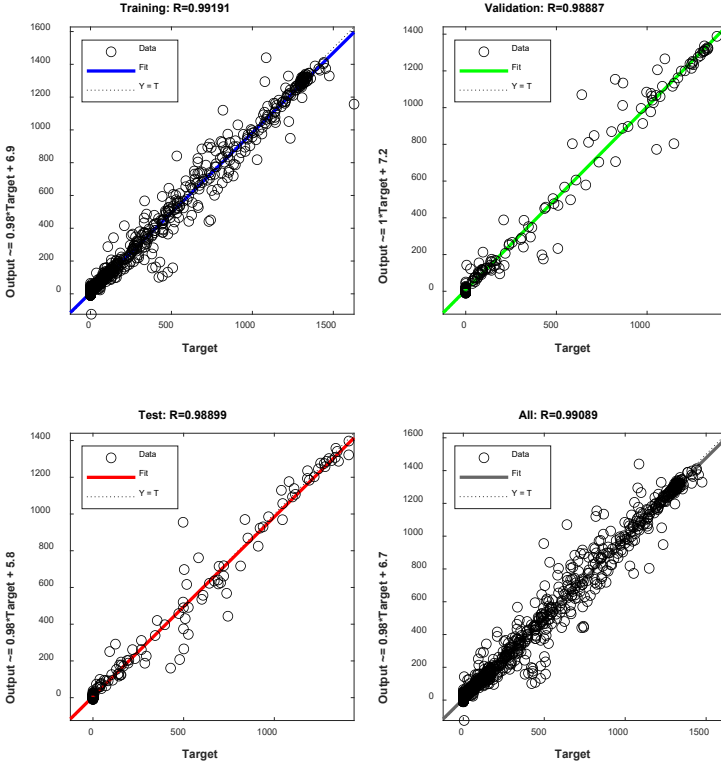 Training: R=0.99191
Output ~= 0.98*Target + 6.9
1600
1400
1200
1000
800
600
400
200
0
Data
Fit
Y = T
0
500
1000
1500
Target
Validation: R=0.98887
Output ~= 1*Target + 7.2
1400
1200
1000
800
600
400
200
0
Data
Fit
Y = T
0
500
1000
Target
Test: R=0.98899
Output ~= 0.98*Target + 5.8
1400
1200
1000
800
600
400
200
0
Data
Fit
Y = T
0
500
1000
Target
All: R=0.99089
Output ~= 0.98*Target + 6.7
1600
1400
1200
1000
800
600
400
200
0
Data
Fit
Y = T
0
500
1000
1500
Target